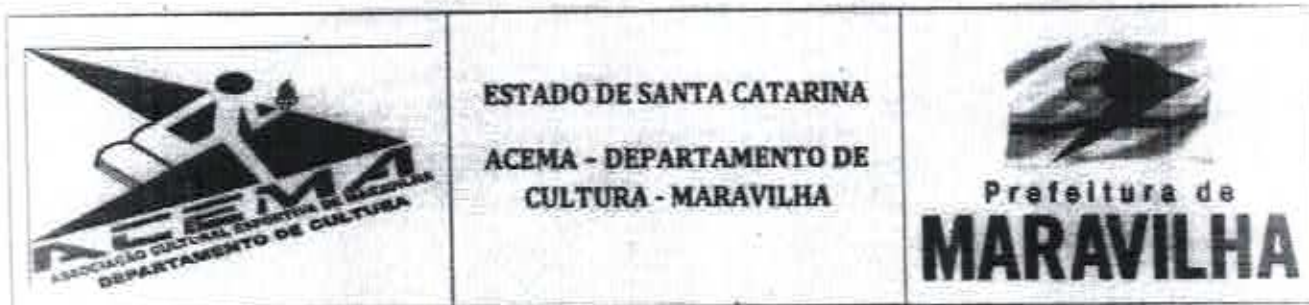 ACEMA
ASSOCIAÇÃO CULTURAL ESPORTIVA DE MARAVILHA
DEPARTAMENTO DE CULTURA
ESTADO DE SANTA CATARINA
ACEMA – DEPARTAMENTO DE
CULTURA - MARAVILHA
Prefeitura de
MARAVILHA